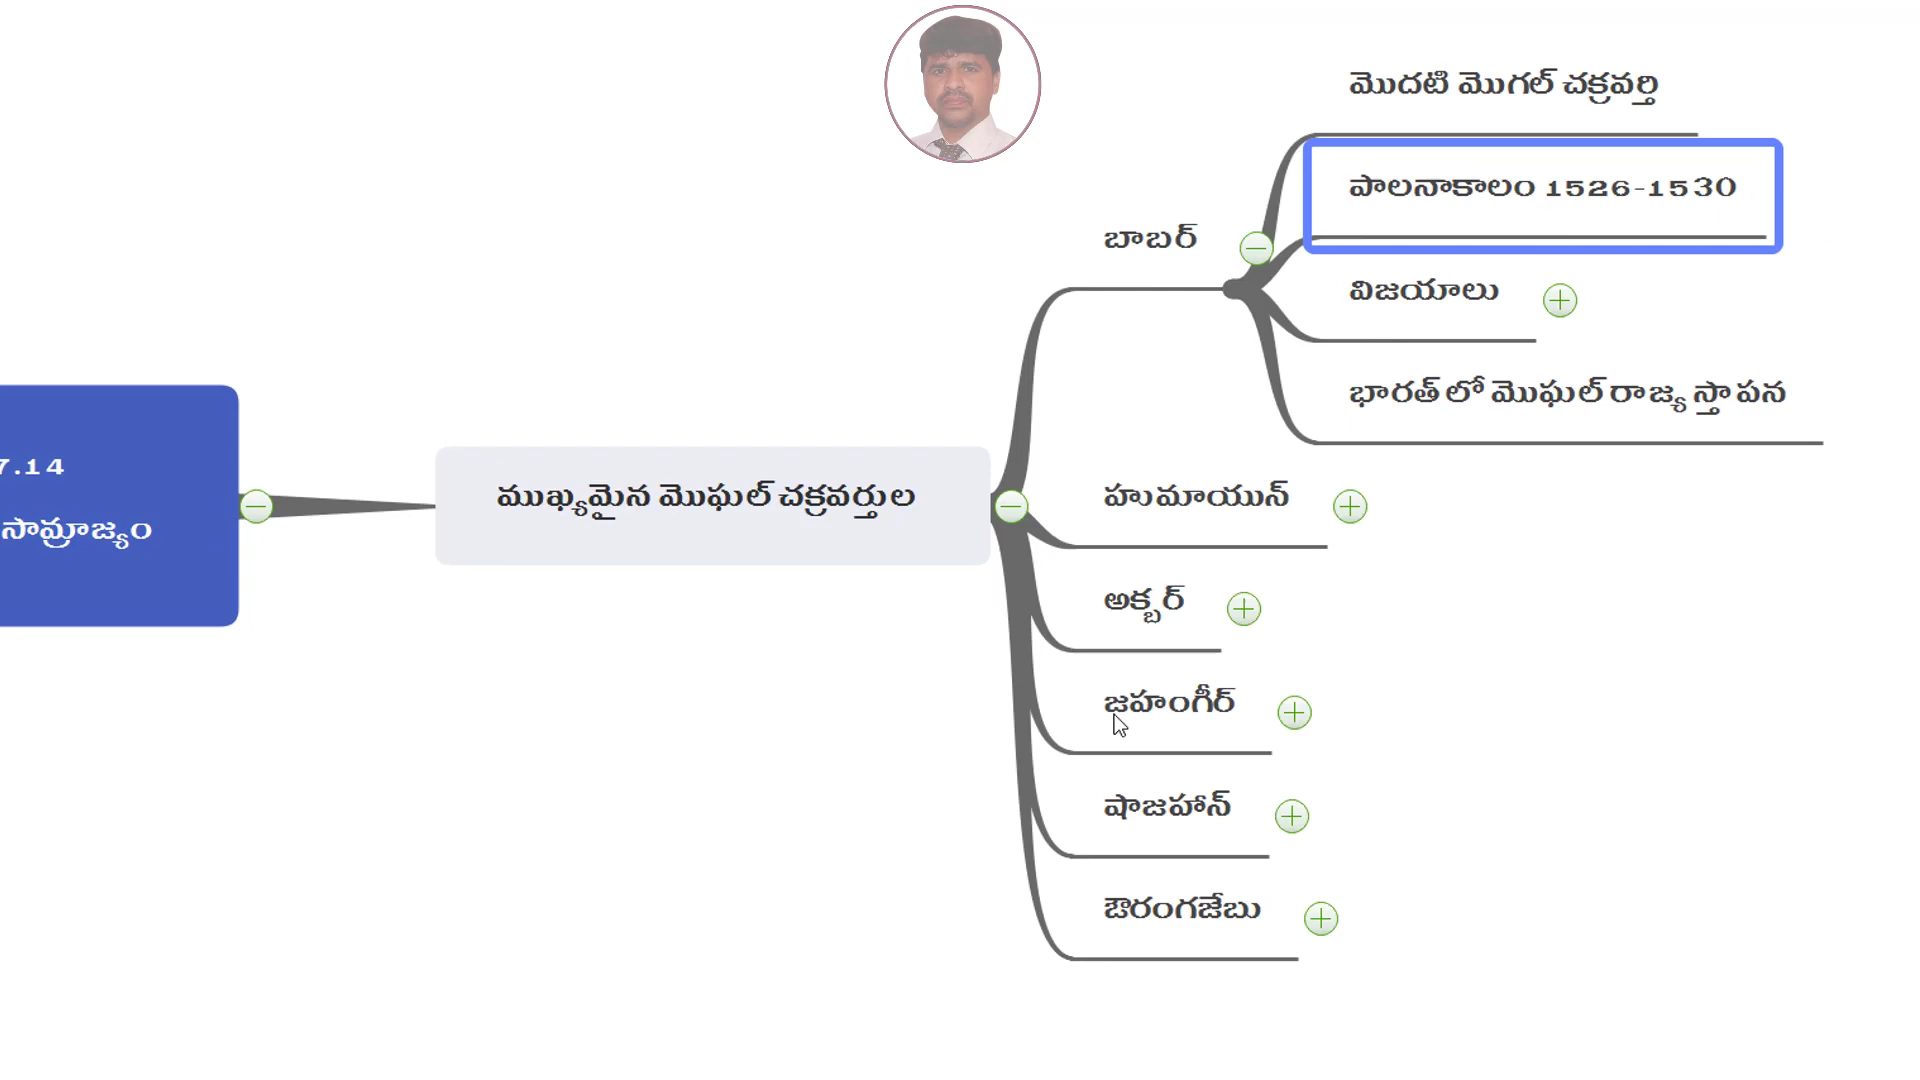 7.14
సామ్రాజ్యం
ముఖ్యమైన మొఘల్ చక్రవర్తుల
బాబర్
మొదటి మొగల్ చక్రవర్తి
పాలనాకాలం 1526-1530
విజయాలు
భారత్ లో మొఘల్ రాజ్య స్తాపన
హుమాయున్
అక్బర్
జహంగీర్
షాజహాన్
ఔరంగజేబు